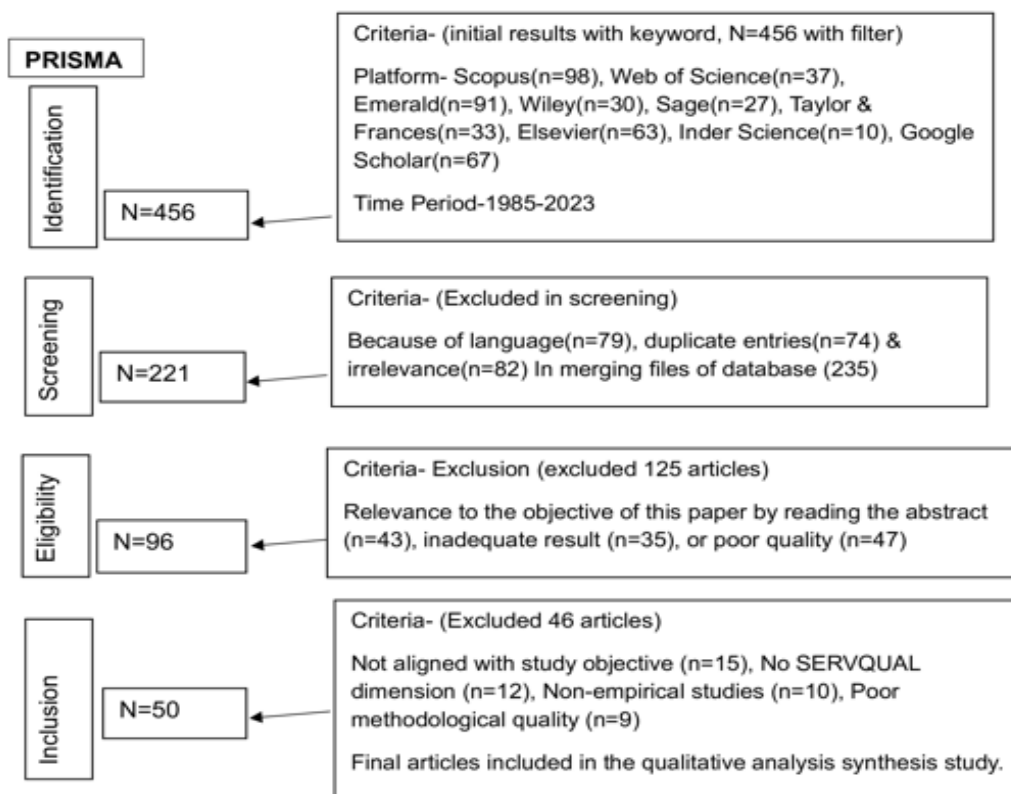 PRISMA
Identification
N=456
Criteria- (initial results with keyword, N=456 with filter)
Platform- Scopus(n=98), Web of Science(n=37),
Emerald(n=91), Wiley(n=30), Sage(n=27), Taylor &
Frances(n=33), Elsevier(n=63), Inder Science(n=10), Google
Scholar(n=67)
Time Period-1985-2023
Screening
N=221
Criteria- (Excluded in screening)
Because of language(n=79), duplicate entries(n=74) &
irrelevance(n=82) In merging files of database (235)
Eligibility
N=96
Criteria- Exclusion (excluded 125 articles)
Relevance to the objective of this paper by reading the abstract
(n=43), inadequate result (n=35), or poor quality (n=47)
Inclusion
N=50
Criteria- (Excluded 46 articles)
Not aligned with study objective (n=15), No SERVQUAL
dimension (n=12), Non-empirical studies (n=10), Poor
methodological quality (n=9)
Final articles included in the qualitative analysis synthesis study.